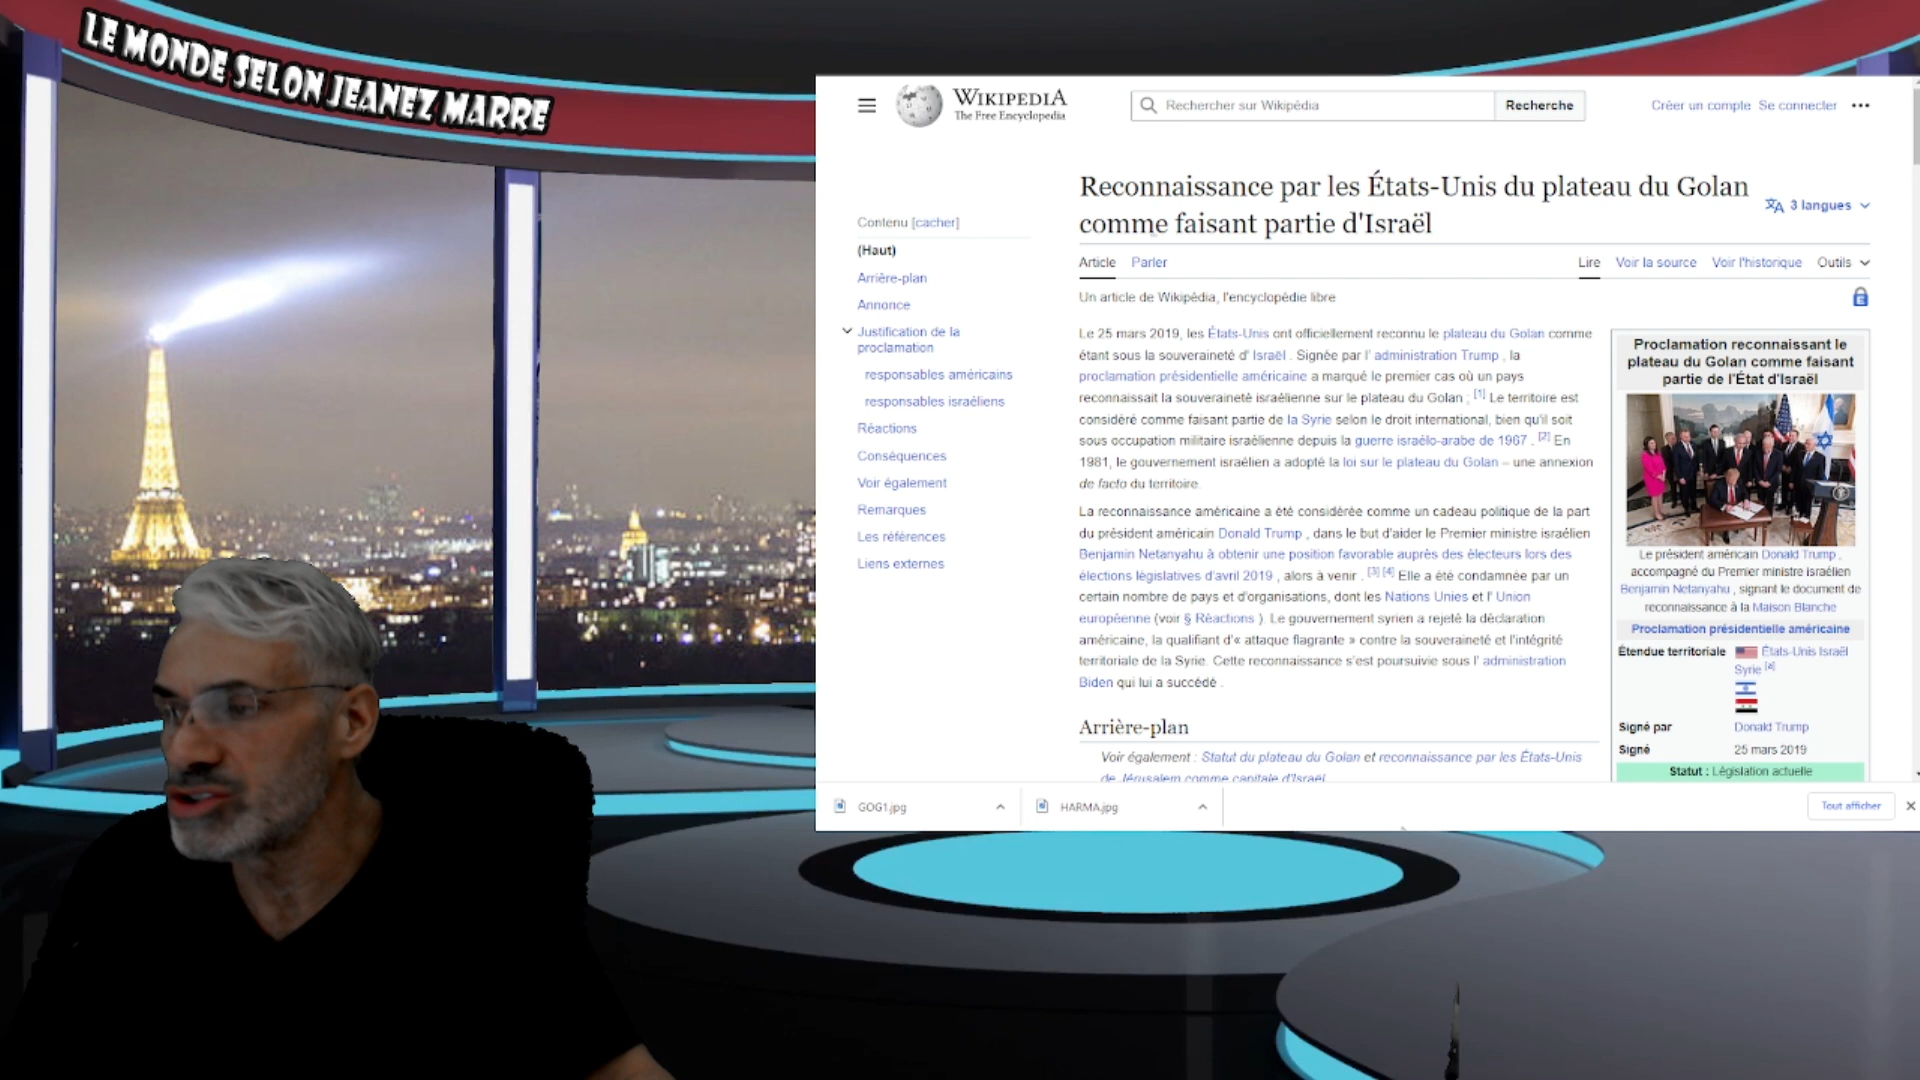 LE MONDE SELON JEANEZ MARRE
WIKIPEDIA
The Free Encyclopedia
Rechercher sur Wikipédia
Recherche
Créer un compte Se connecter
Contenu [cacher]
(Haut)
Arrière-plan
Annonce
Justification de la
proclamation
responsables américains
responsables israéliens
Réactions
Conséquences
Voir également
Remarques
Les références
Liens externes
Reconnaissance par les États-Unis du plateau du Golan
comme faisant partie d'Israël
3 langues
Article Parler
Lire Voir la source Voir l'historique Outils
Un article de Wikipédia, l'encyclopédie libre
Le 25 mars 2019, les États-Unis ont officiellement reconnu le plateau du Golan comme
étant sous la souveraineté d' Israël . Signée par l' administration Trump , la
proclamation présidentielle américaine a marqué le premier cas où un pays
reconnaissait la souveraineté israélienne sur le plateau du Golan ; [1] Le territoire est
considéré comme faisant partie de la Syrie selon le droit international, bien qu'il soit
sous occupation militaire israélienne depuis la guerre israélo-arabe de 1967 . [2] En
1981, le gouvernement israélien a adopté la loi sur le plateau du Golan – une annexion
de facto du territoire.
La reconnaissance américaine a été considérée comme un cadeau politique de la part
du président américain Donald Trump , dans le but d'aider le Premier ministre israélien
Benjamin Netanyahu à obtenir une position favorable auprès des électeurs lors des
élections législatives d'avril 2019 , alors à venir . [3] [4] Elle a été condamnée par un
certain nombre de pays et d'organisations, dont les Nations Unies et l' Union
européenne (voir § Réactions ). Le gouvernement syrien a rejeté la déclaration
américaine, la qualifiant d'« attaque flagrante » contre la souveraineté et l'intégrité
territoriale de la Syrie. Cette reconnaissance s'est poursuivie sous l' administration
Biden qui lui a succédé .
Arrière-plan
Voir également : Statut du plateau du Golan et reconnaissance par les États-Unis
de Jérusalem comme capitale d'Israël
Proclamation reconnaissant le
plateau du Golan comme faisant
partie de l'État d'Israël
Le président américain Donald Trump ,
accompagné du Premier ministre israélien
Benjamin Netanyahu , signant le document de
reconnaissance à la Maison Blanche
Proclamation présidentielle américaine
Étendue territoriale États-Unis Israël
Syrie [a]
Signé par Donald Trump
Signé 25 mars 2019
Statut : Législation actuelle
GOG1.jpg
HARMA.jpg
Tout afficher